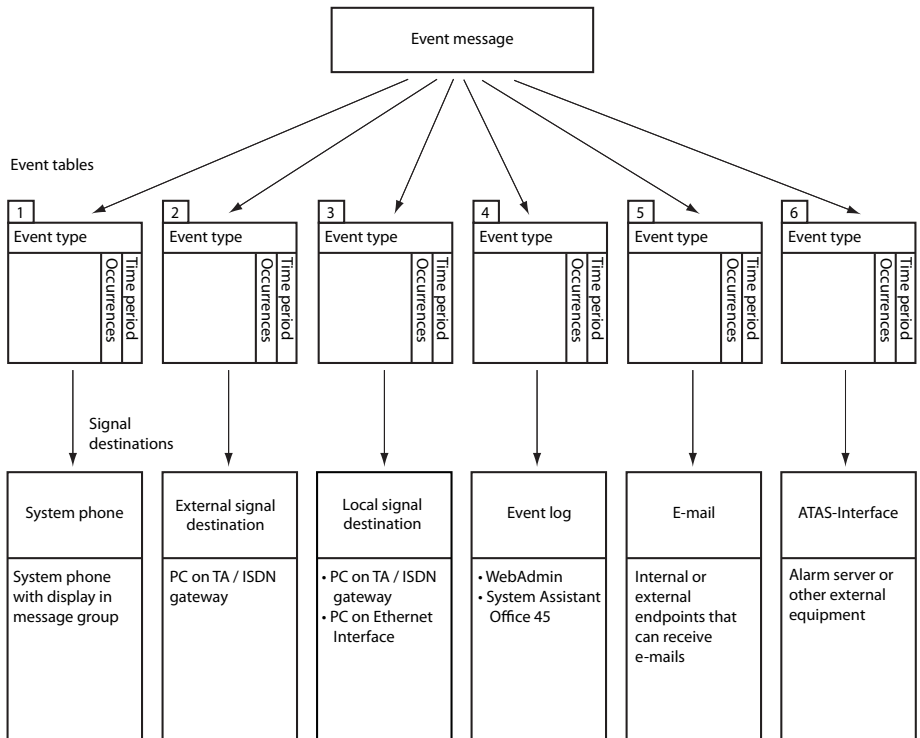 Event message
Event tables
1
Event type
Occurrences
Time period
2
Event type
Occurrences
Time period
3
Event type
Occurrences
Time period
4
Event type
Occurrences
Time period
5
Event type
Occurrences
Time period
6
Event type
Occurrences
Time period
Signal
destinations
System phone
System phone
with display in
message group
External signal
destination
PC on TA / ISDN
gateway
Local signal
destination
• PC on TA / ISDN
gateway
• PC on Ethernet
Interface
Event log
• WebAdmin
• System Assistant
Office 45
E-mail
Internal or
external
endpoints that
can receive
e-mails
ATAS-Interface
Alarm server or
other external
equipment